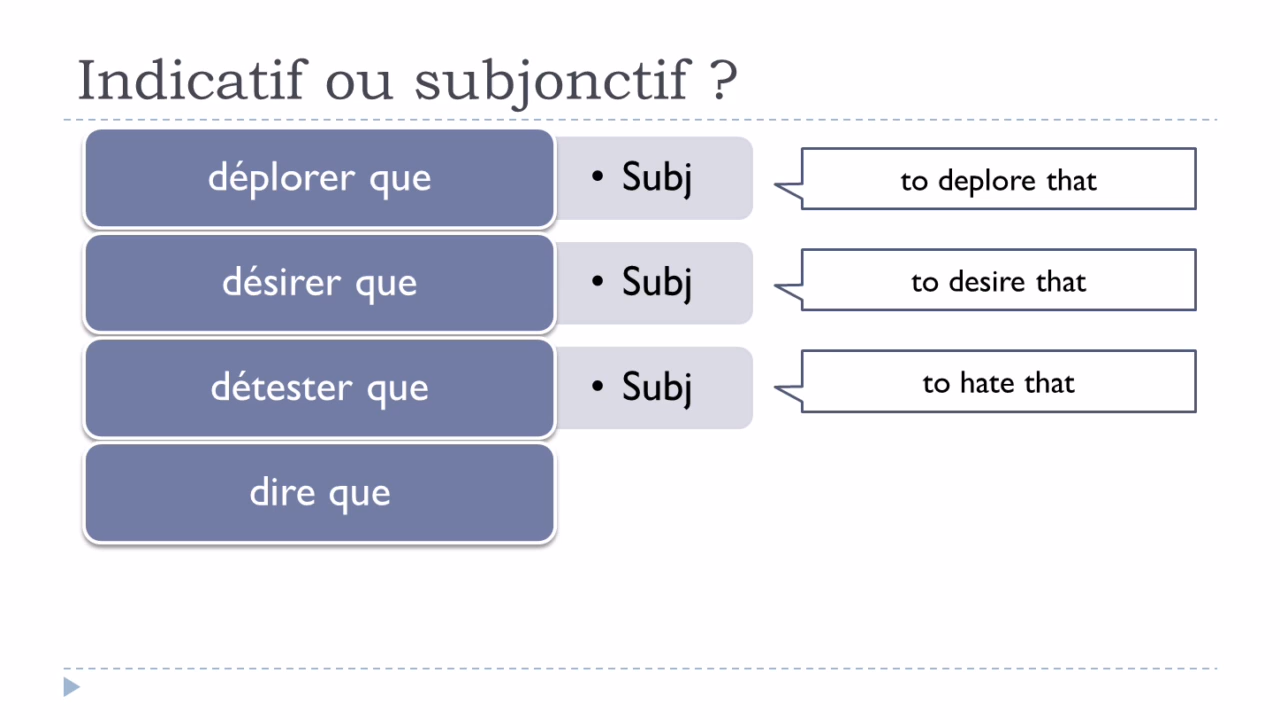 Indicatif ou subjonctif ?
déplorer que
• Subj
to deplore that
désirer que
• Subj
to desire that
détester que
• Subj
to hate that
dire que